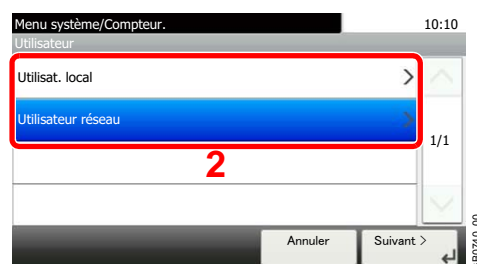 Menu système/Compteur. 10:10
Utilisateur
Utilisat. local
Utilisateur réseau
1/1
2
Annuler Suivant >